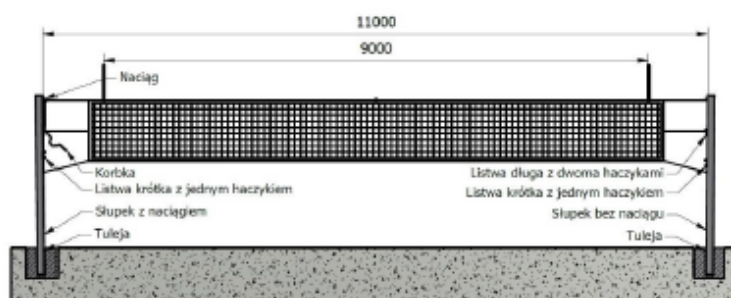 11000
9000
Naciąg
Korbka
Listwa krótka z jednym haczykiem
Słupek z naciągiem
Tuleja
Listwa długa z dwoma haczykami
Listwa krótka z jednym haczykiem
Słupek bez naciągu
Tuleja